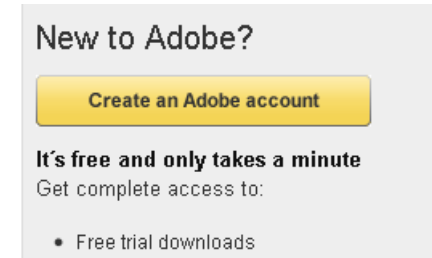 New to Adobe?
Create an Adobe account
It´s free and only takes a minute
Get complete access to:
• Free trial downloads